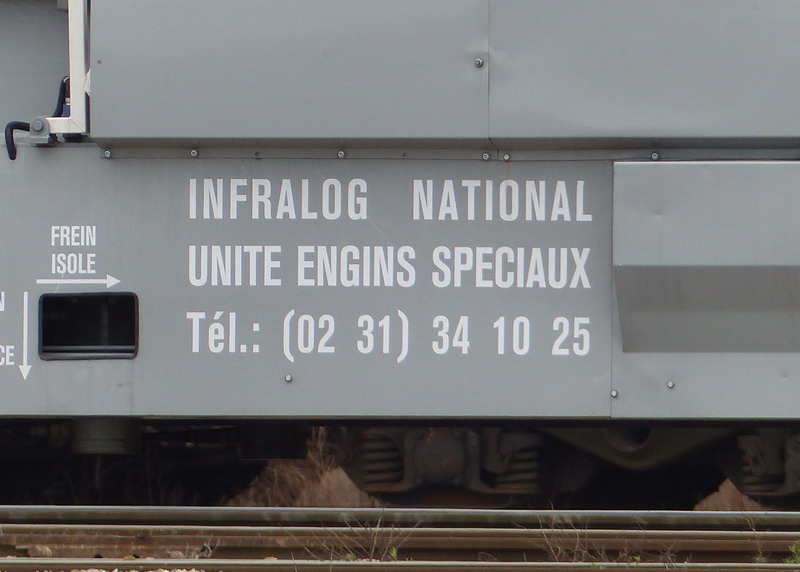 INFRALOG NATIONAL
UNITE ENGINS SPECIAUX
Tél.: (02 31) 34 10 25
FREIN
ISOLE